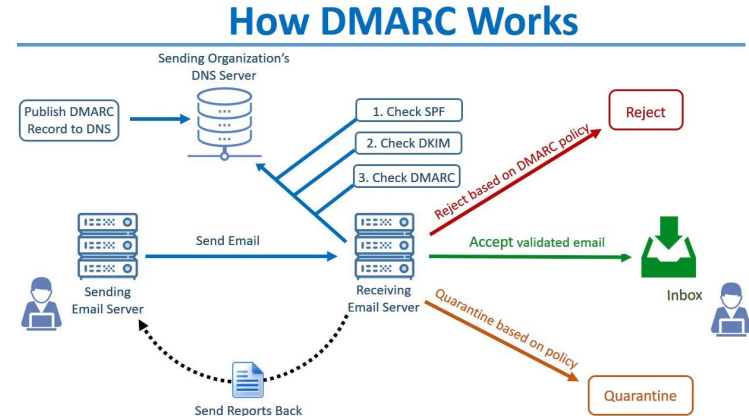 How DMARC Works
Sending Organization's
DNS Server
Publish DMARC
Record to DNS
1. Check SPF
2. Check DKIM
3. Check DMARC
Reject
Reject based on DMARC policy
Send Email
Accept validated email
Sending
Email Server
Receiving
Email Server
Inbox
Quarantine based on policy
Quarantine
Send Reports Back